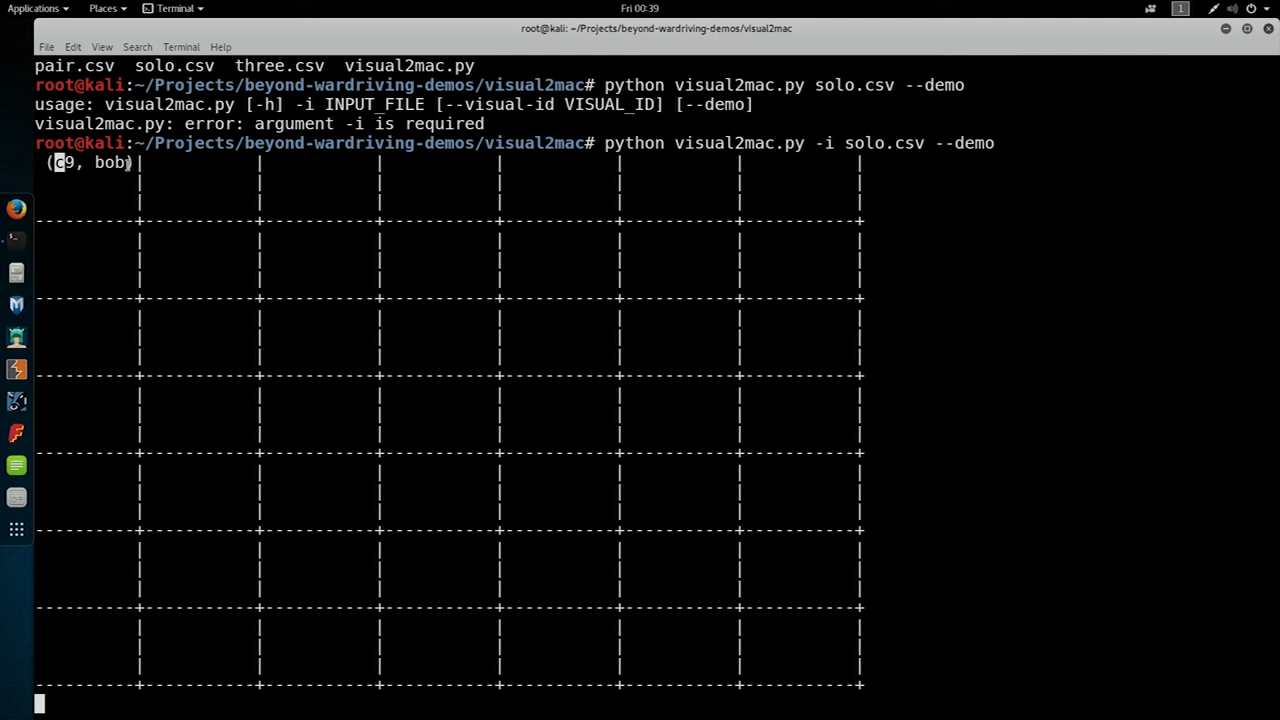 Applications Places Terminal Fri 00:39 1
root@kali: ~/Projects/beyond-wardriving-demos/visual2mac
File Edit View Search Terminal Help
pair.csv solo.csv three.csv visual2mac.py
root@kali:~/Projects/beyond-wardriving-demos/visual2mac# python visual2mac.py solo.csv --demo
usage: visual2mac.py [-h] -i INPUT_FILE [--visual-id VISUAL_ID] [--demo]
visual2mac.py: error: argument -i is required
root@kali:~/Projects/beyond-wardriving-demos/visual2mac# python visual2mac.py -i solo.csv --demo
(c9, bob)